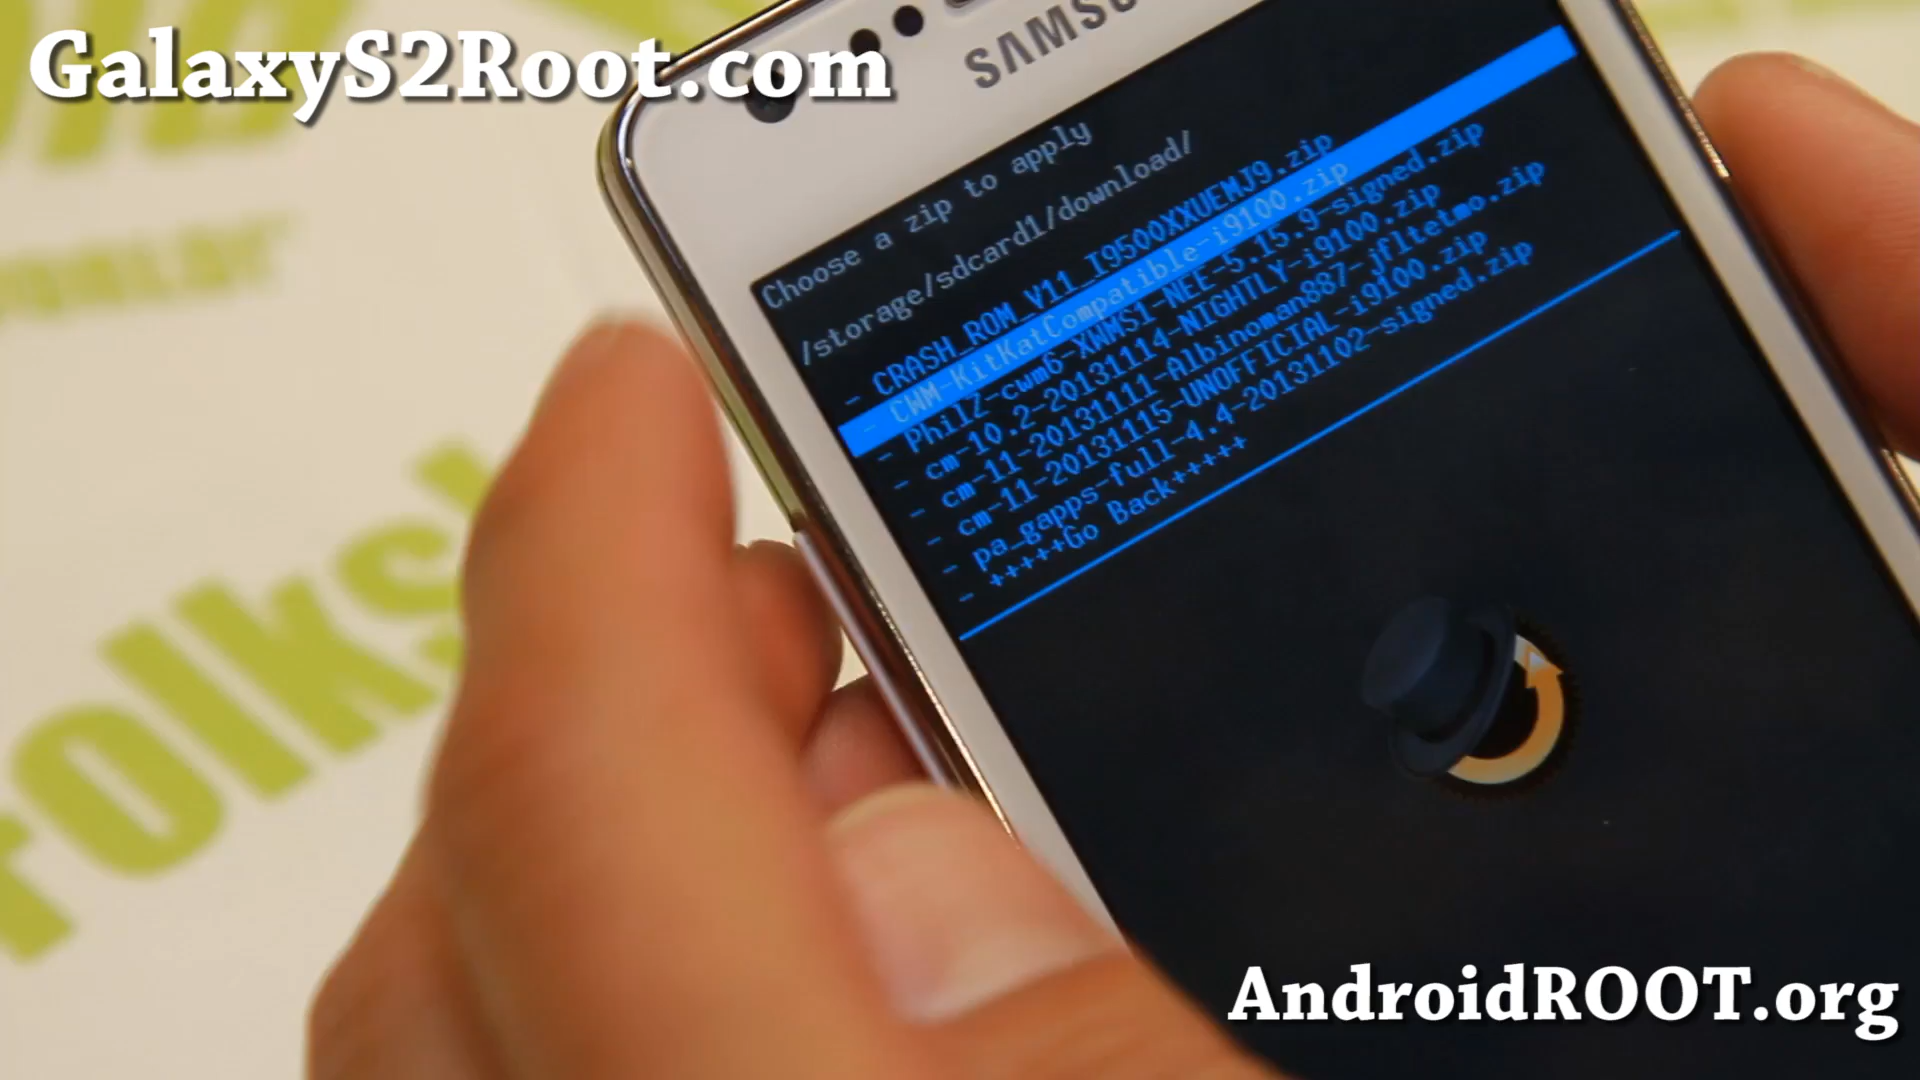 GalaxyS2Root.com
SAMSU
Choose a zip to apply
/storage/sdcard1/download/
- CRASH_ROM_V11_I9500XXUEMJ9.zip
- CWM-KitKatCompatible-i9100.zip
- PhilZ-cwm6-XWMS1-NEE-5.15.9-signed.zip
- cm-10.2-20131114-NIGHTLY-i9100.zip
- cm-11-20131111-Albinoman887-jfltetmo.zip
- cm-11-20131115-UNOFFICIAL-i9100.zip
- pa_gapps-full-4.4-20131102-signed.zip
- +++++Go Back+++++
folks!
AndroidROOT.org